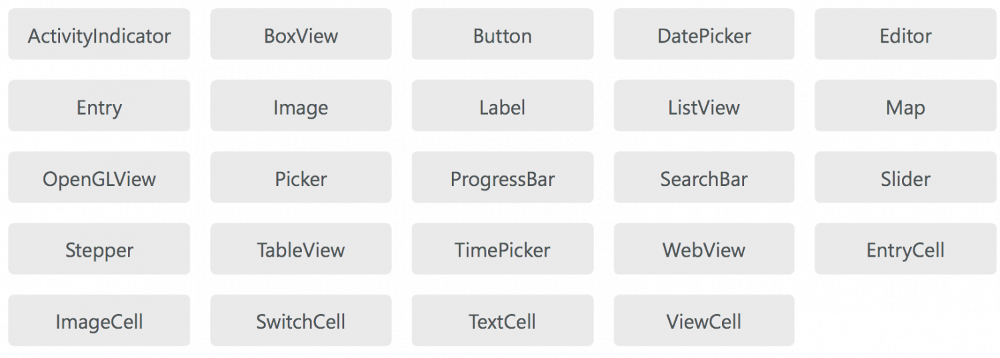 ActivityIndicator BoxView Button DatePicker Editor
Entry Image Label ListView Map
OpenGLView Picker ProgressBar SearchBar Slider
Stepper TableView TimePicker WebView EntryCell
ImageCell SwitchCell TextCell ViewCell